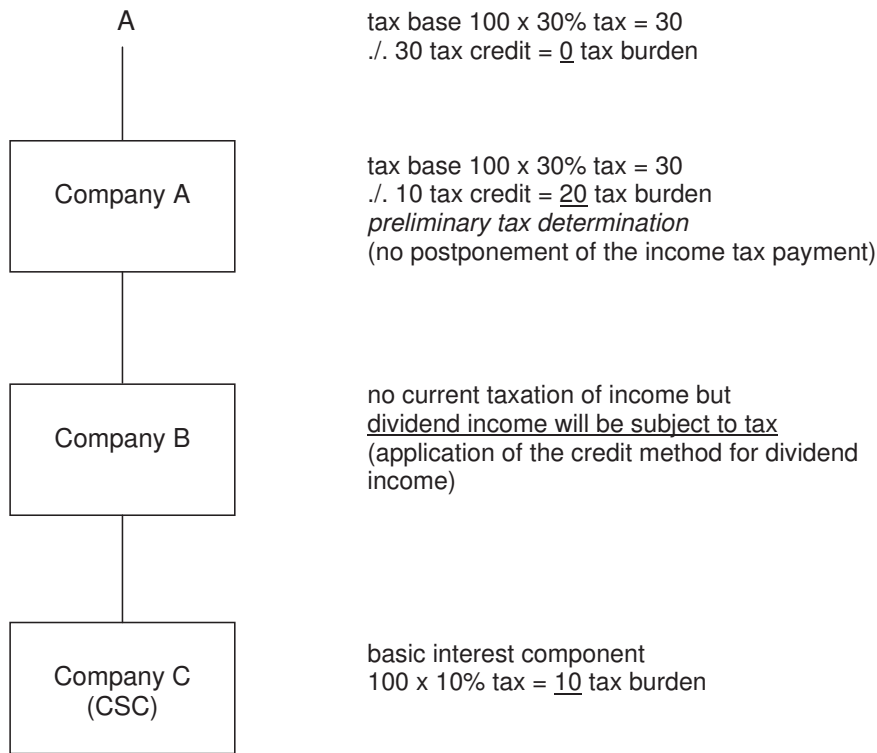 A
tax base 100 x 30% tax = 30
./. 30 tax credit = 0 tax burden
Company A
tax base 100 x 30% tax = 30
./. 10 tax credit = 20 tax burden
preliminary tax determination
(no postponement of the income tax payment)
Company B
no current taxation of income but
dividend income will be subject to tax
(application of the credit method for dividend
income)
Company C
(CSC)
basic interest component
100 x 10% tax = 10 tax burden